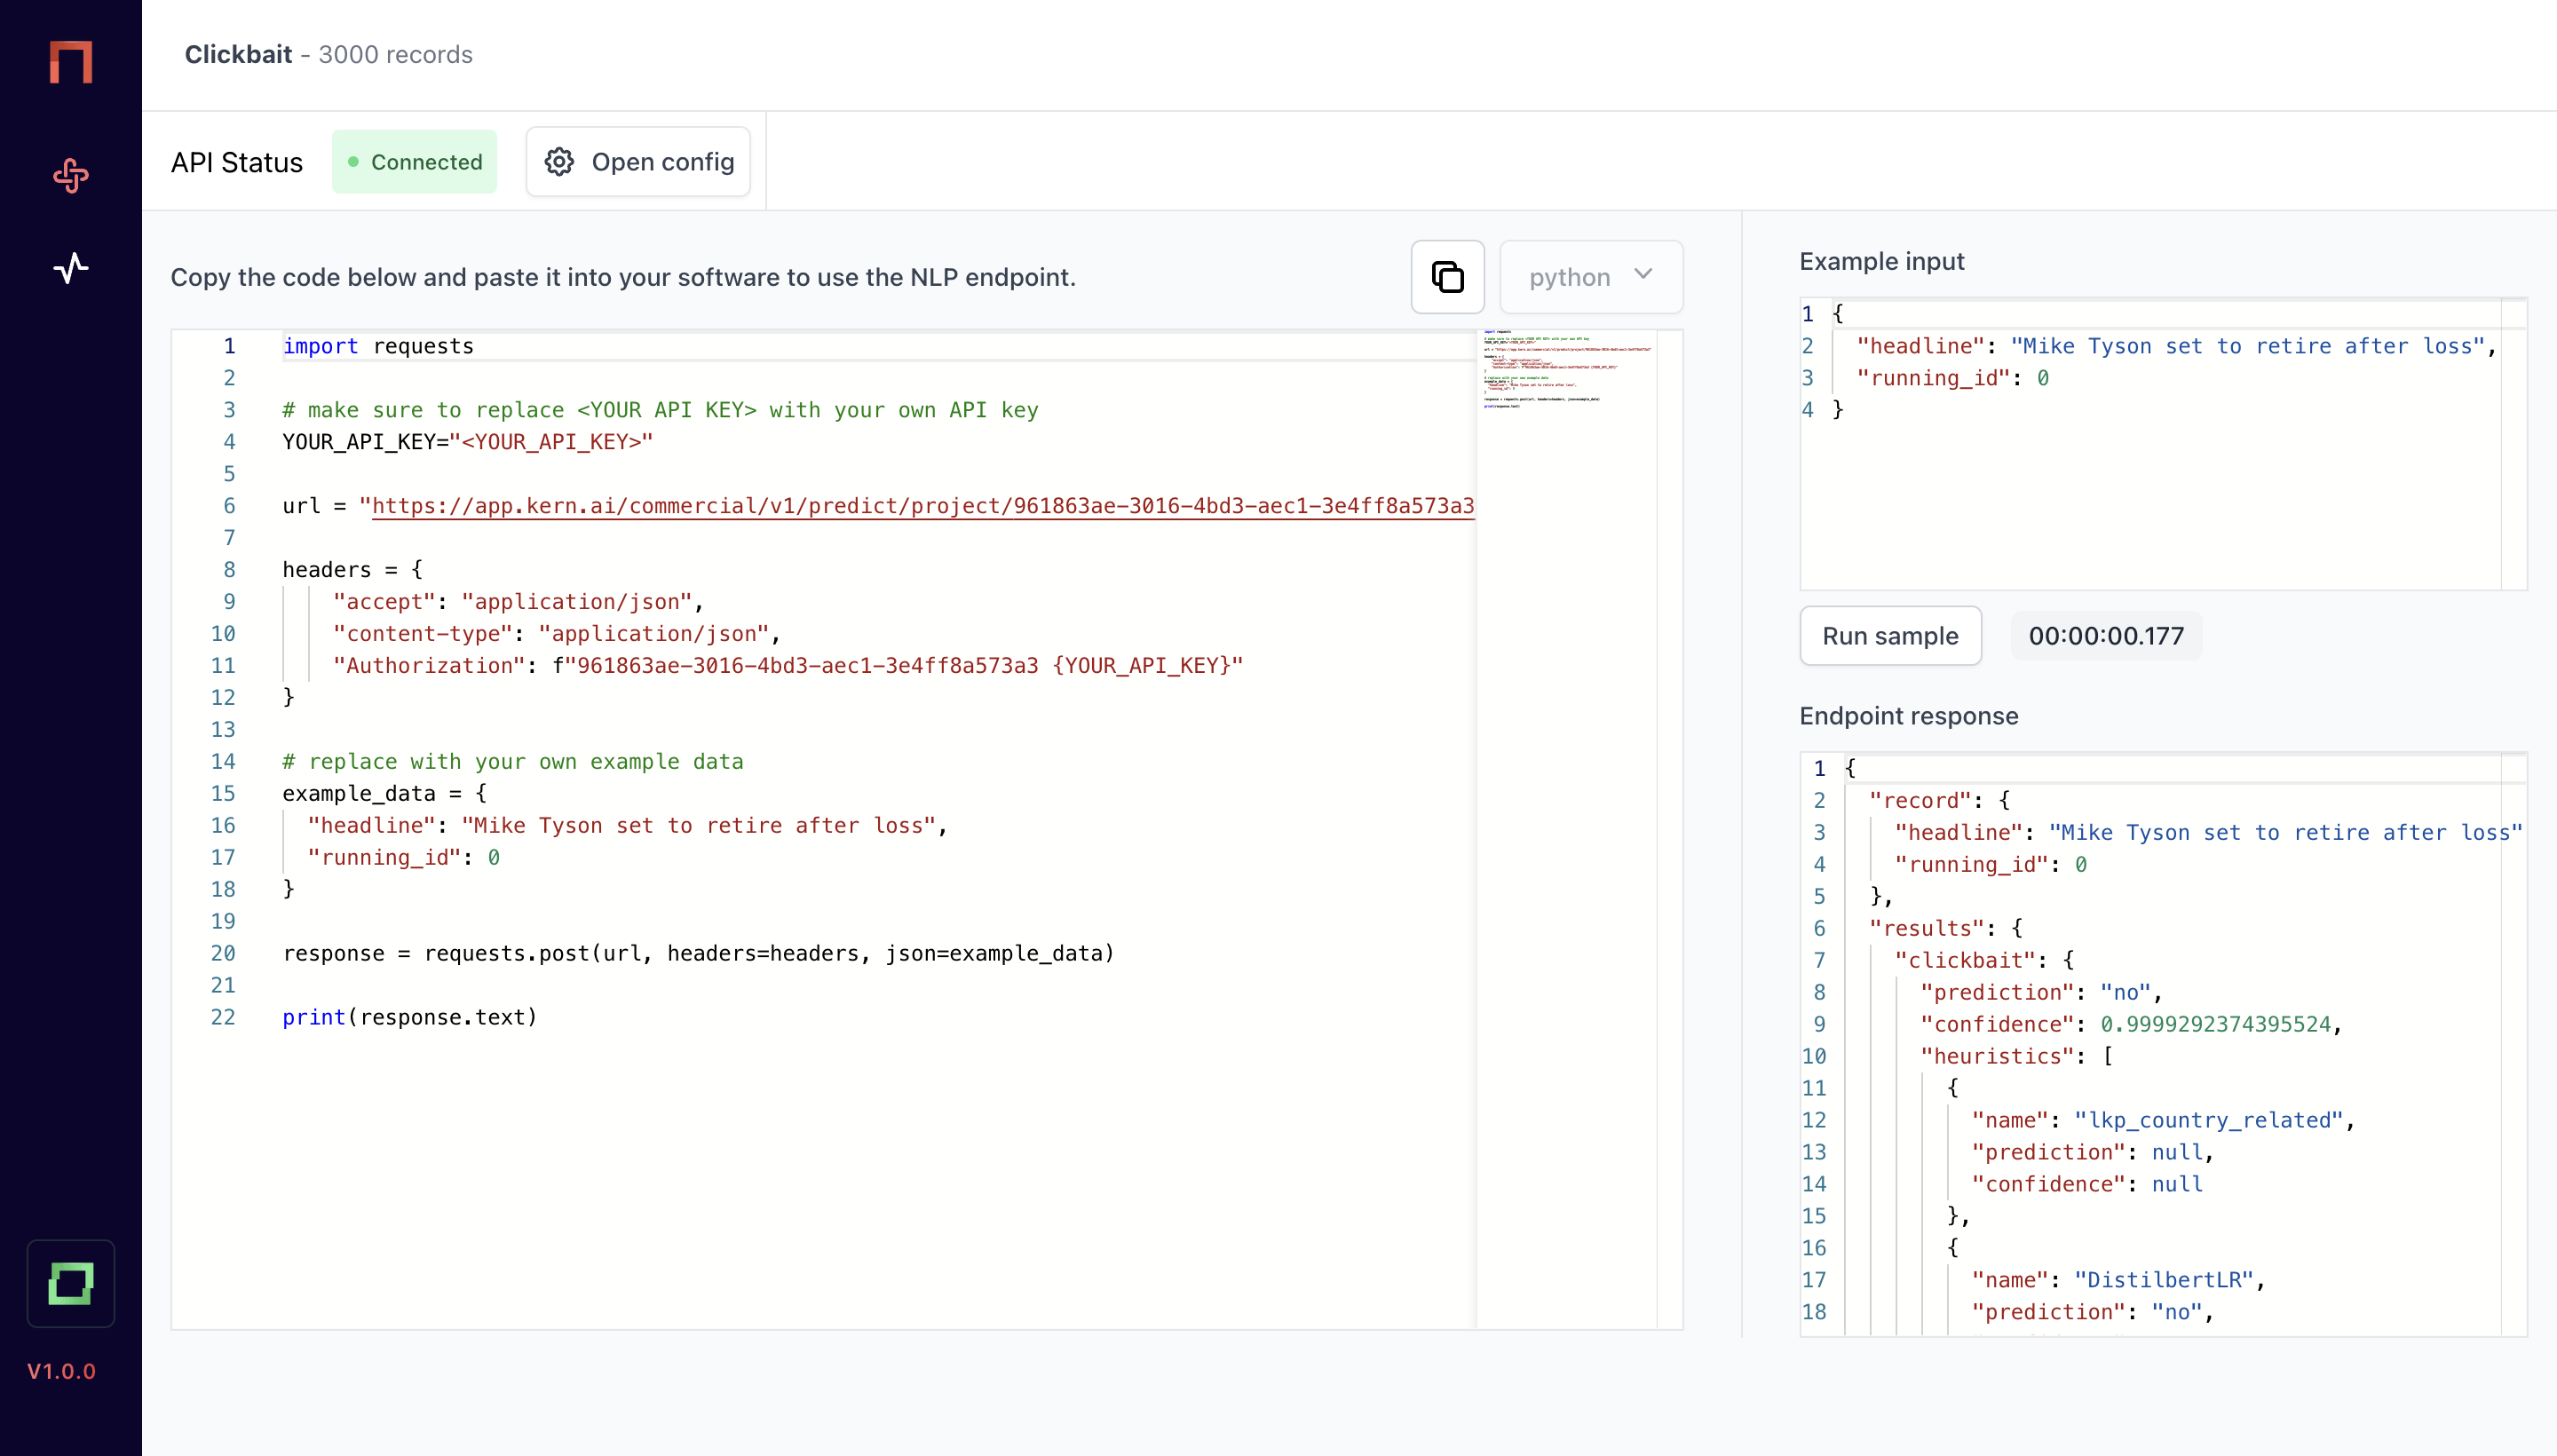 Clickbait - 3000 records
API Status
Connected
Open config
Copy the code below and paste it into your software to use the NLP endpoint.
python
1 import requests
2
3 # make sure to replace <YOUR API KEY> with your own API key
4 YOUR_API_KEY="<YOUR_API_KEY>"
5
6 url = "https://app.kern.ai/commercial/v1/predict/project/961863ae-3016-4bd3-aec1-3e4ff8a573a3
7
8 headers = {
9 "accept": "application/json",
10 "content-type": "application/json",
11 "Authorization": f"961863ae-3016-4bd3-aec1-3e4ff8a573a3 {YOUR_API_KEY}"
12 }
13
14 # replace with your own example data
15 example_data = {
16 "headline": "Mike Tyson set to retire after loss",
17 "running_id": 0
18 }
19
20 response = requests.post(url, headers=headers, json=example_data)
21
22 print(response.text)
Example input
1 {
2 "headline": "Mike Tyson set to retire after loss",
3 "running_id": 0
4 }
Run sample
00:00:00.177
Endpoint response
1 {
2 "record": {
3 "headline": "Mike Tyson set to retire after loss"
4 "running_id": 0
5 },
6 "results": {
7 "clickbait": {
8 "prediction": "no",
9 "confidence": 0.9999292374395524,
10 "heuristics": [
11 {
12 "name": "lkp_country_related",
13 "prediction": null,
14 "confidence": null
15 },
16 {
17 "name": "DistilbertLR",
18 "prediction": "no",
V1.0.0